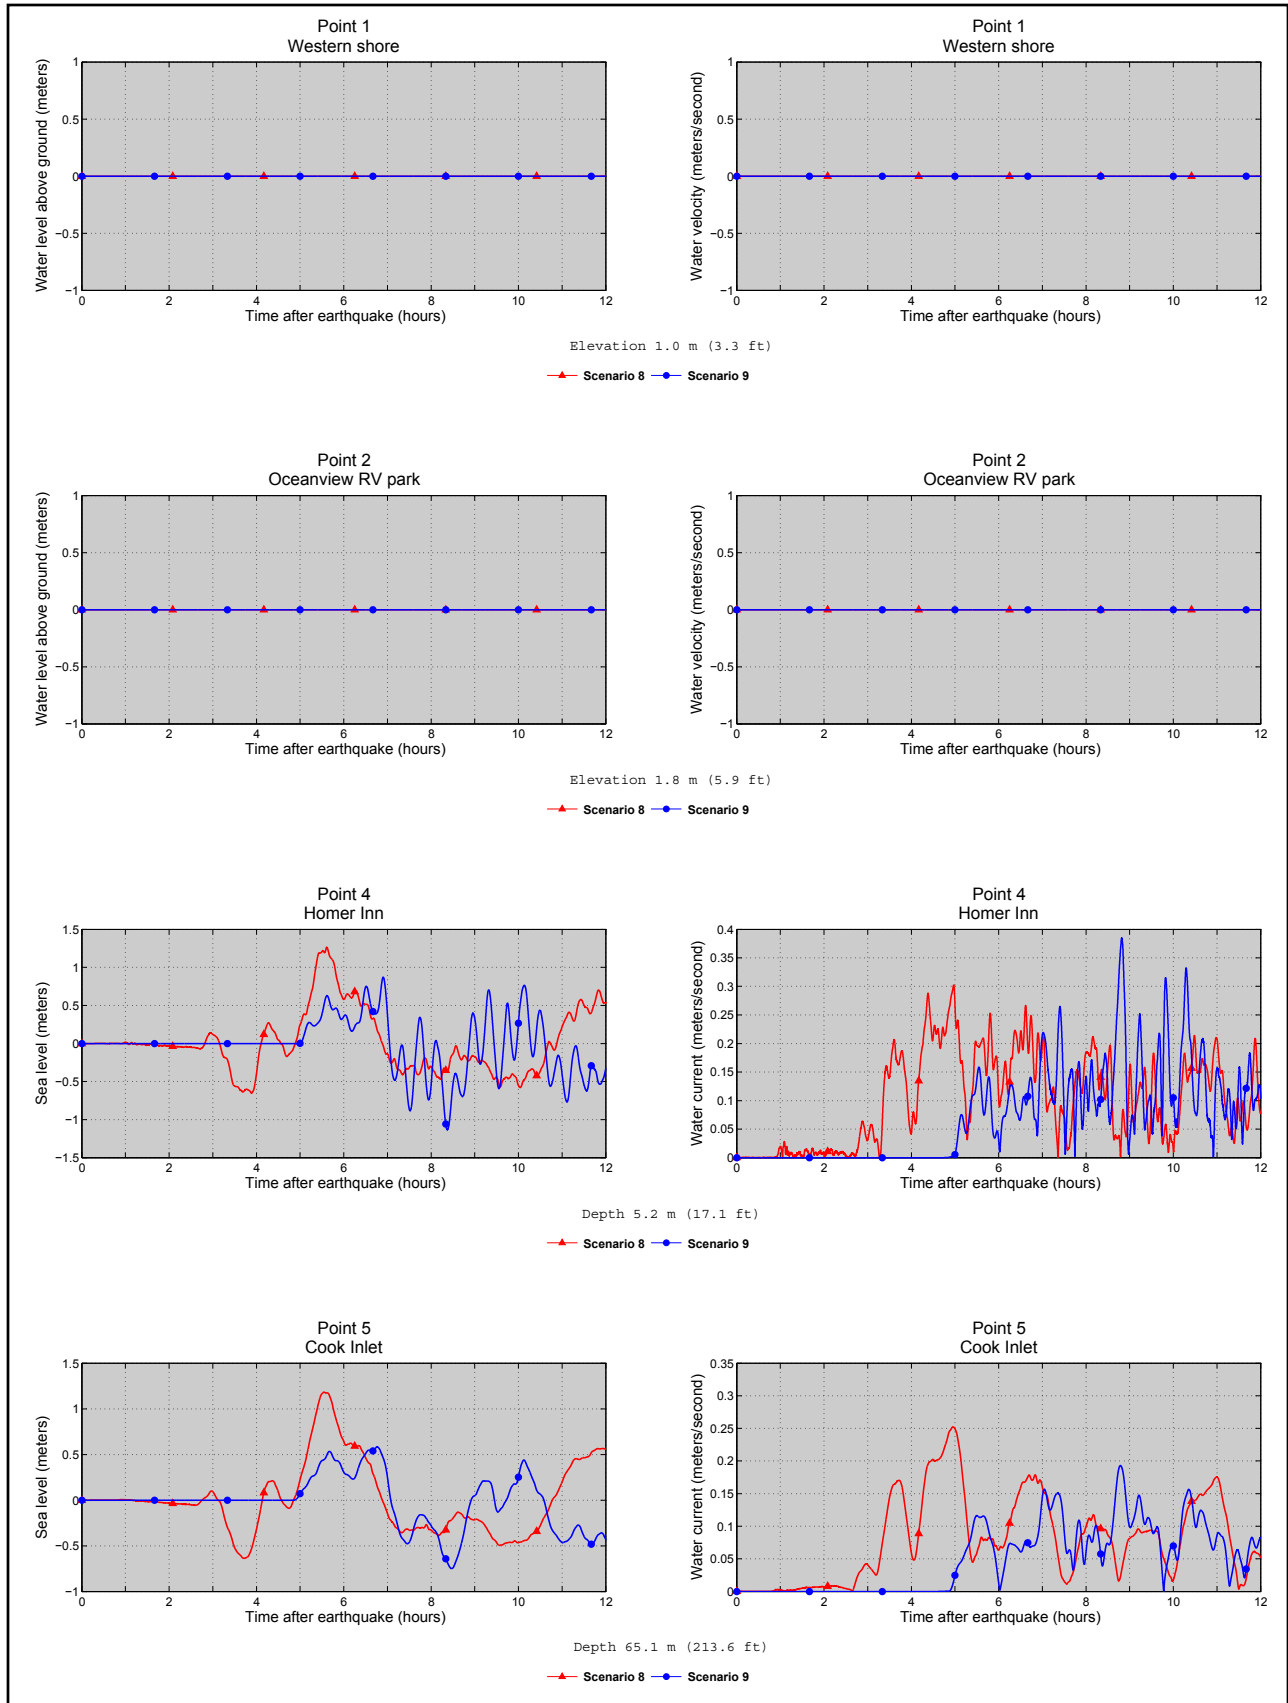 Point 1
Western shore
Water level above ground (meters)
1
0.5
0
−0.5
−1
0 2 4 6 8 10 12
Time after earthquake (hours)
Point 1
Western shore
Water velocity (meters/second)
1
0.5
0
−0.5
−1
0 2 4 6 8 10 12
Time after earthquake (hours)
Elevation 1.0 m (3.3 ft)
Scenario 8 Scenario 9
Point 2
Oceanview RV park
Water level above ground (meters)
1
0.5
0
−0.5
−1
0 2 4 6 8 10 12
Time after earthquake (hours)
Point 2
Oceanview RV park
Water velocity (meters/second)
1
0.5
0
−0.5
−1
0 2 4 6 8 10 12
Time after earthquake (hours)
Elevation 1.8 m (5.9 ft)
Scenario 8 Scenario 9
Point 4
Homer Inn
Sea level (meters)
1.5
1
0.5
0
−0.5
−1
−1.5
0 2 4 6 8 10 12
Time after earthquake (hours)
Point 4
Homer Inn
Water current (meters/second)
0.4
0.35
0.3
0.25
0.2
0.15
0.1
0.05
0
0 2 4 6 8 10 12
Time after earthquake (hours)
Depth 5.2 m (17.1 ft)
Scenario 8 Scenario 9
Point 5
Cook Inlet
Sea level (meters)
1.5
1
0.5
0
−0.5
−1
0 2 4 6 8 10 12
Time after earthquake (hours)
Point 5
Cook Inlet
Water current (meters/second)
0.35
0.3
0.25
0.2
0.15
0.1
0.05
0
0 2 4 6 8 10 12
Time after earthquake (hours)
Depth 65.1 m (213.6 ft)
Scenario 8 Scenario 9